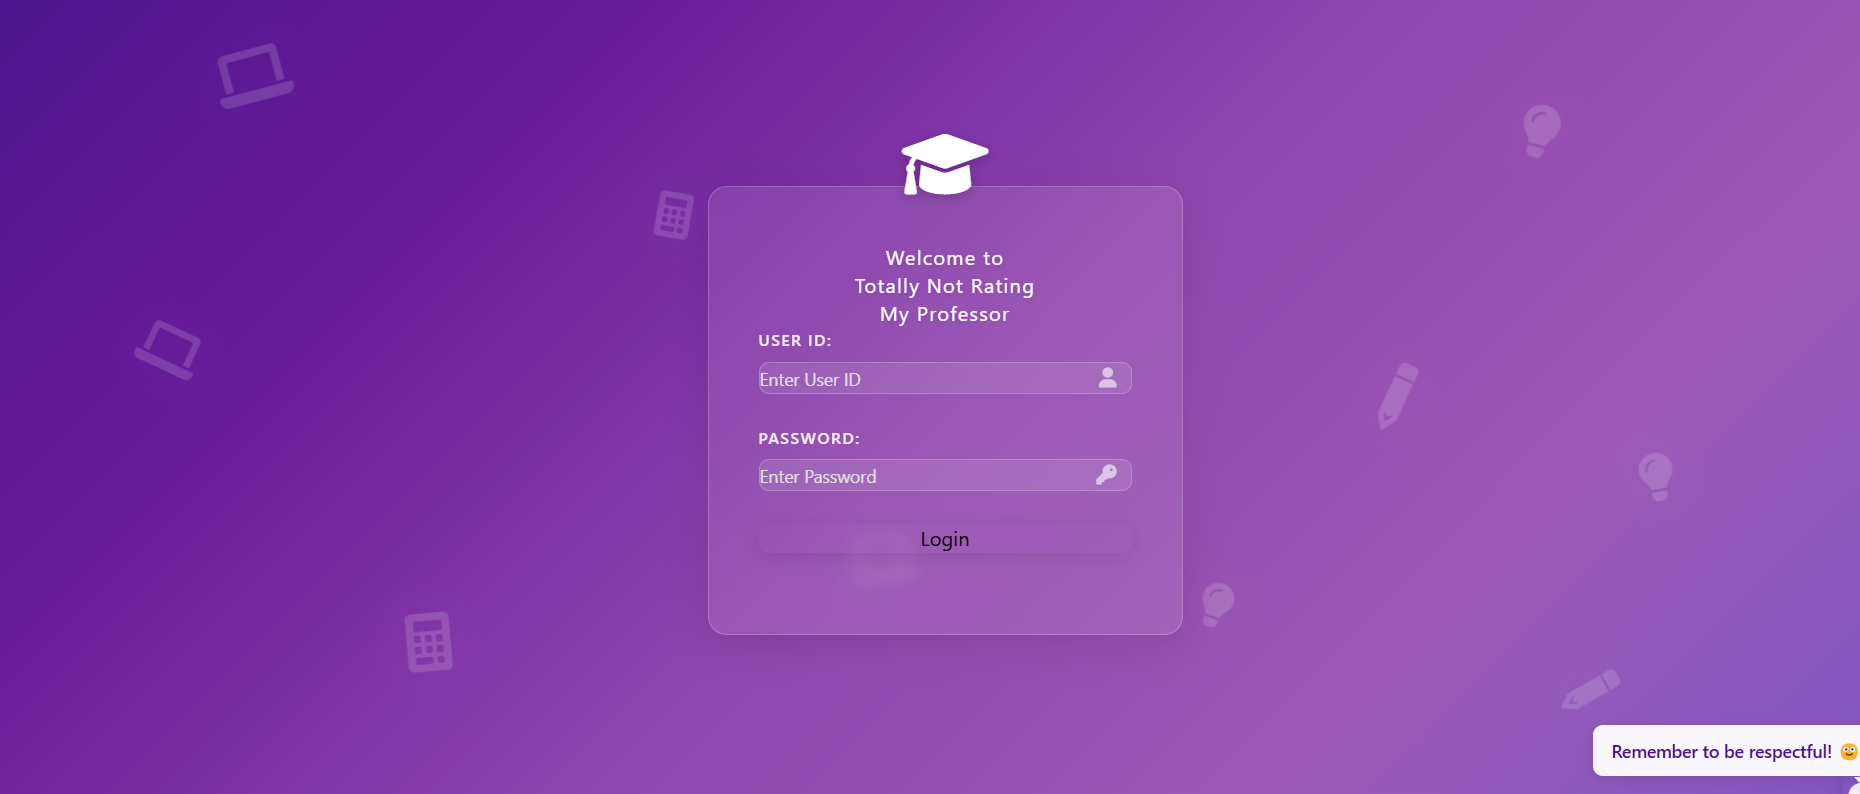 Welcome to
Totally Not Rating
My Professor
USER ID:
Enter User ID
PASSWORD:
Enter Password
Login
Remember to be respectful! 🙂